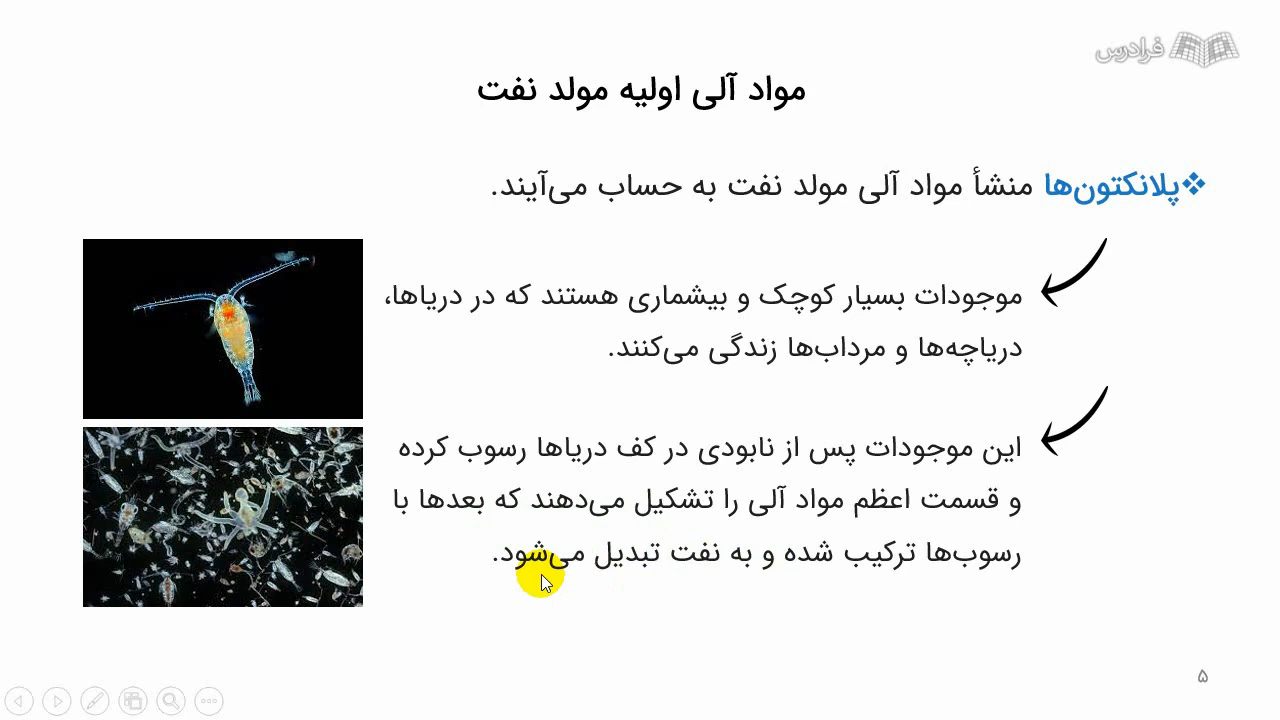 فرادرس
مواد آلی اولیه مولد نفت
❖پلانکتون‌ها منشأ مواد آلی مولد نفت به حساب می‌آیند.
موجودات بسیار کوچک و بیشماری هستند که در دریاها،
دریاچه‌ها و مرداب‌ها زندگی می‌کنند.
این موجودات پس از نابودی در کف دریاها رسوب کرده
و قسمت اعظم مواد آلی را تشکیل می‌دهند که بعدها با
رسوب‌ها ترکیب شده و به نفت تبدیل می‌شود.
۵